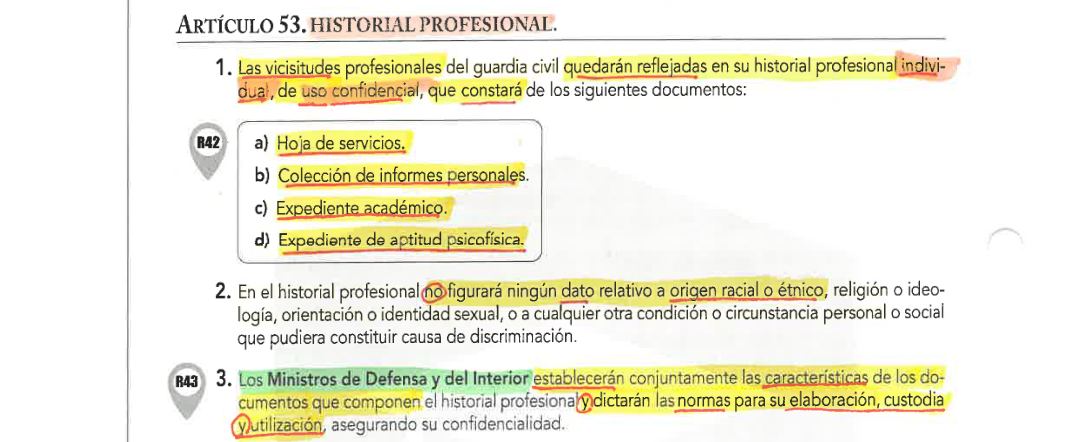 ARTÍCULO 53. HISTORIAL PROFESIONAL.
1. Las vicisitudes profesionales del guardia civil quedarán reflejadas en su historial profesional indivi-
dual, de uso confidencial, que constará de los siguientes documentos:
R42
a) Hoja de servicios.
b) Colección de informes personales.
c) Expediente académico.
d) Expediente de aptitud psicofísica.
2. En el historial profesional no figurará ningún dato relativo a origen racial o étnico, religión o ideo-
logía, orientación o identidad sexual, o a cualquier otra condición o circunstancia personal o social
que pudiera constituir causa de discriminación.
R43
3. Los Ministros de Defensa y del Interior establecerán conjuntamente las características de los do-
cumentos que componen el historial profesional y dictarán las normas para su elaboración, custodia
y utilización, asegurando su confidencialidad.